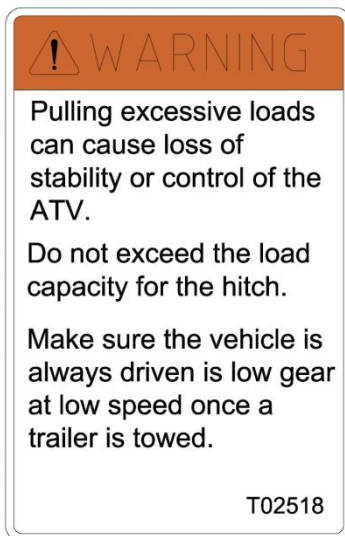 WARNING
Pulling excessive loads
can cause loss of
stability or control of the
ATV.
Do not exceed the load
capacity for the hitch.
Make sure the vehicle is
always driven is low gear
at low speed once a
trailer is towed.
T02518